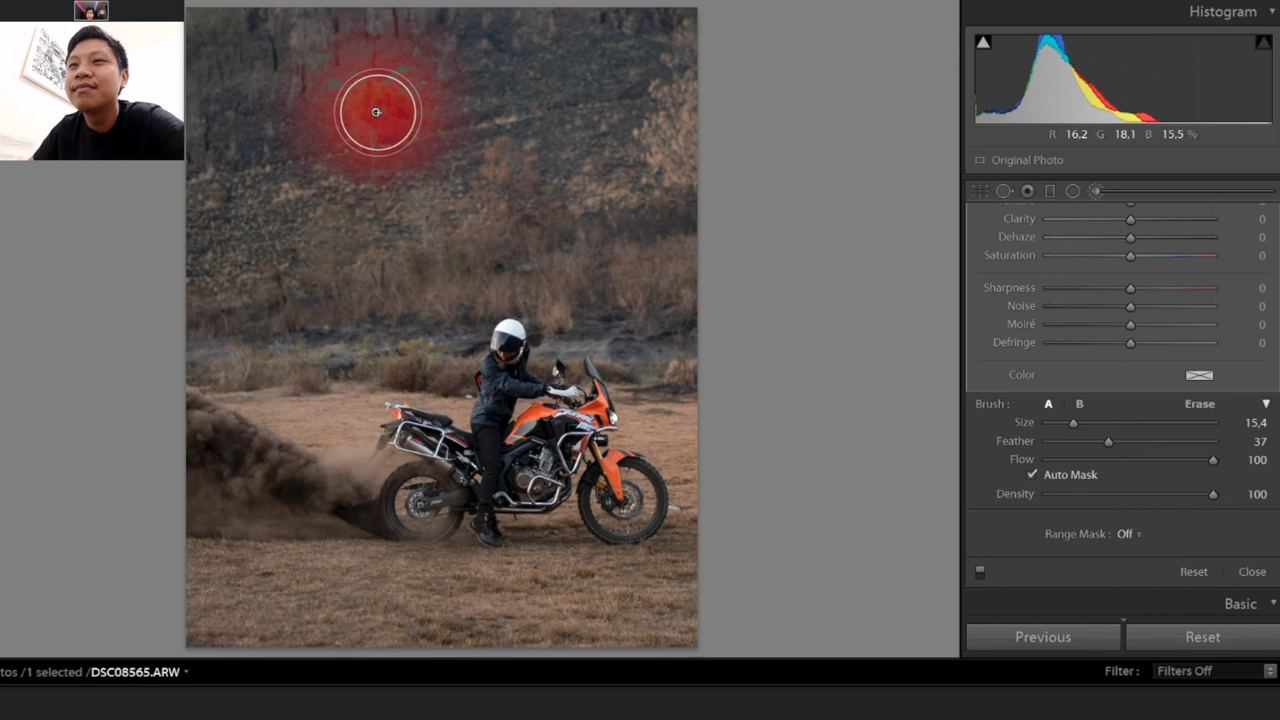 Histogram
R 16,2 G 18,1 B 15,5 %
Original Photo
Clarity 0
Dehaze 0
Saturation 0
Sharpness 0
Noise 0
Moiré 0
Defringe 0
Color
Brush : A B Erase
Size 15,4
Feather 37
Flow 100
Auto Mask
Density 100
Range Mask : Off
Reset Close
Basic
Previous Reset
tos /1 selected /DSC08565.ARW
Filter : Filters Off